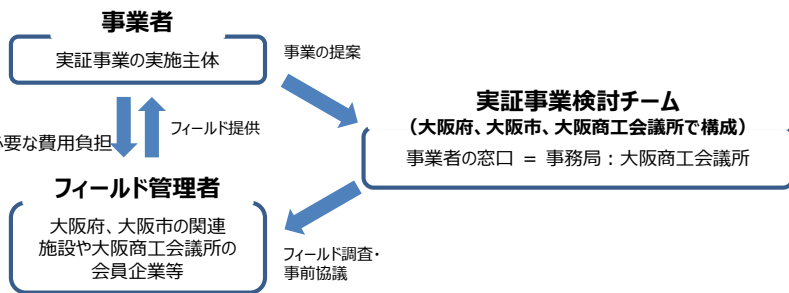 事業者
実証事業の実施主体
事業の提案
実証事業検討チーム
（大阪府、大阪市、大阪商工会議所で構成）
事業者の窓口 ＝ 事務局：大阪商工会議所
要な費用負担
フィールド提供
フィールド管理者
大阪府、大阪市の関連
施設や大阪商工会議所の
会員企業等
フィールド調査・
事前協議